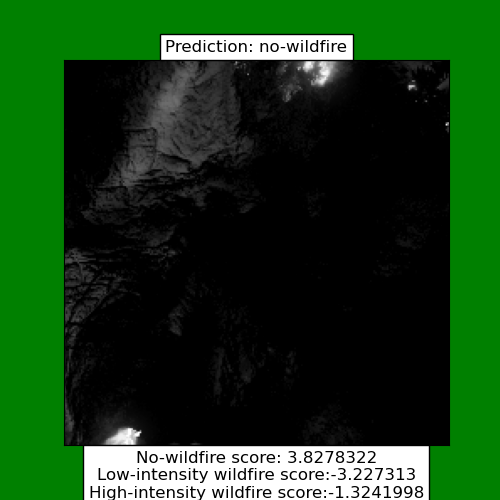 Prediction: no-wildfire
No-wildfire score: 3.8278322
Low-intensity wildfire score:-3.227313
High-intensity wildfire score:-1.3241998